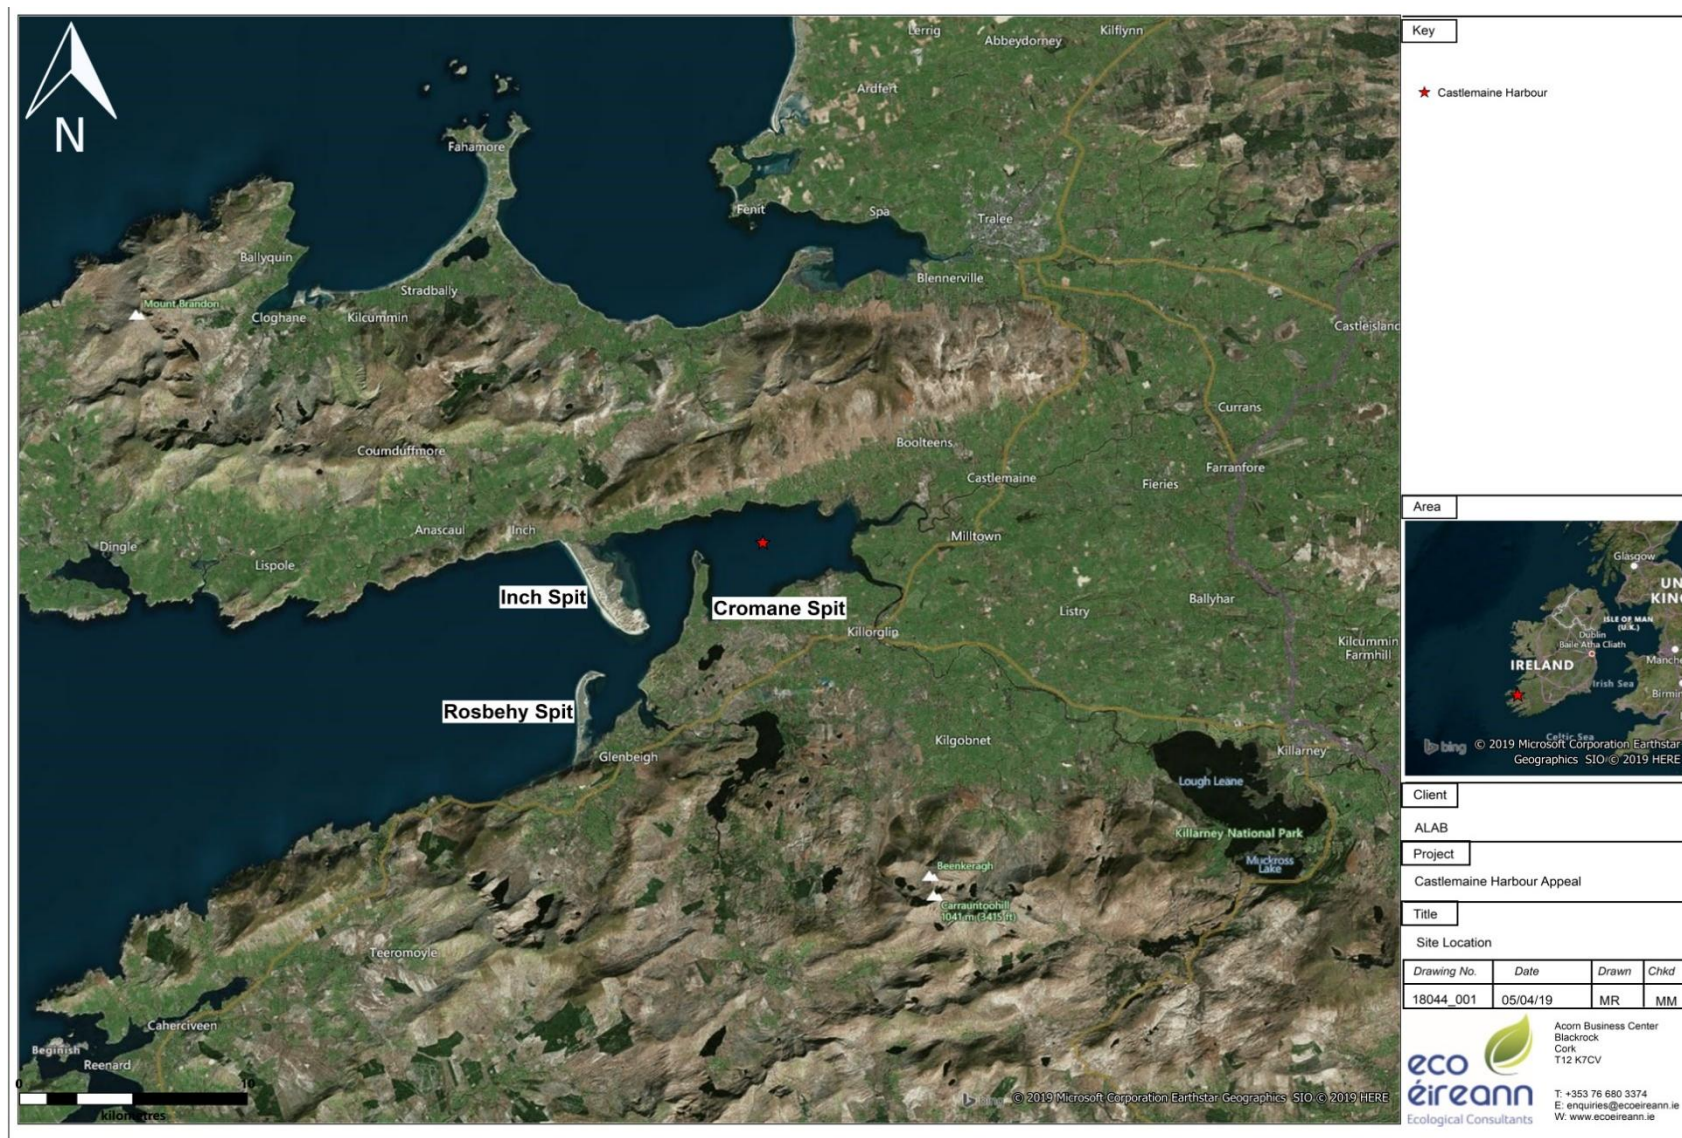 N
Lerrig
Kilflynn
Abbeydorney
Ardfert
Fahamore
Fenit
Spa
Tralee
Ballyquin
Blennerville
Stradbally
Mount Brandon
Cloghane
Kilcummin
Castleisland
Currans
Boolteens
Coumduffmore
Farranfore
Castlemaine
Fieries
Anascaul
Inch
Milltown
Dingle
Lispole
Inch Spit
Cromane Spit
Listry
Ballyhar
Killorglin
Kilcummin
Farmhill
Rosbehy Spit
Glenbeigh
Kilgobnet
Killarney
Lough Leane
Killarney National Park
Muckross
Lake
Beenkeragh
Carrauntoohill
1041 m (3415 ft)
Teeromoyle
Caherciveen
Beginish
Reenard
0
10
kilometres
bing
© 2019 Microsoft Corporation Earthstar Geographics SIO © 2019 HERE
Key
Castlemaine Harbour
Area
Glasgow
UN
KING
ISLE OF MAN
(U.K.)
Dublin
Baile Átha Cliath
IRELAND
Manche
Irish Sea
Birmin
Celtic Sea
bing
© 2019 Microsoft Corporation Earthstar
Geographics SIO © 2019 HERE
Client
ALAB
Project
Castlemaine Harbour Appeal
Title
Site Location
Drawing No. Date Drawn Chkd
18044_001 05/04/19 MR MM
eco
éireann
Ecological Consultants
Acorn Business Center
Blackrock
Cork
T12 K7CV
T: +353 76 680 3374
E: enquiries@ecoeireann.ie
W: www.ecoeireann.ie